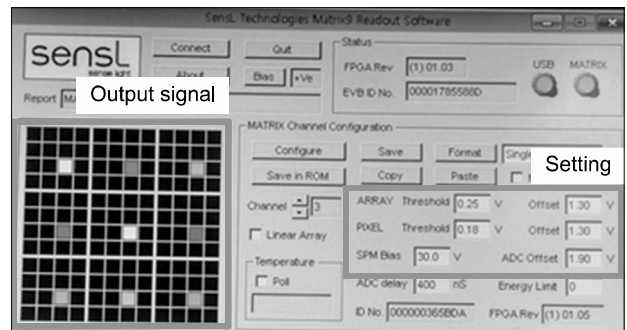 SensL Technologies Matrix9 Readout Software
sensL
sense light
Connect
Quit
About
Bias
+Ve
Report
Output signal
Status
FPGA Rev (1) 01.03
EVB ID No. 00001785588D
USB MATRIX
MATRIX Channel Configuration
Configure Save Format
Save in ROM Copy Paste
Setting
Channel 3
Linear Array
Temperature
Poll
ARRAY Threshold 0.25 V Offset 1.30 V
PIXEL Threshold 0.18 V Offset 1.30 V
SPM Bias 30.0 V ADC Offset 1.90 V
ADC delay 400 nS Energy Limit 0
ID No. 000000365BDA FPGA Rev (1) 01.05